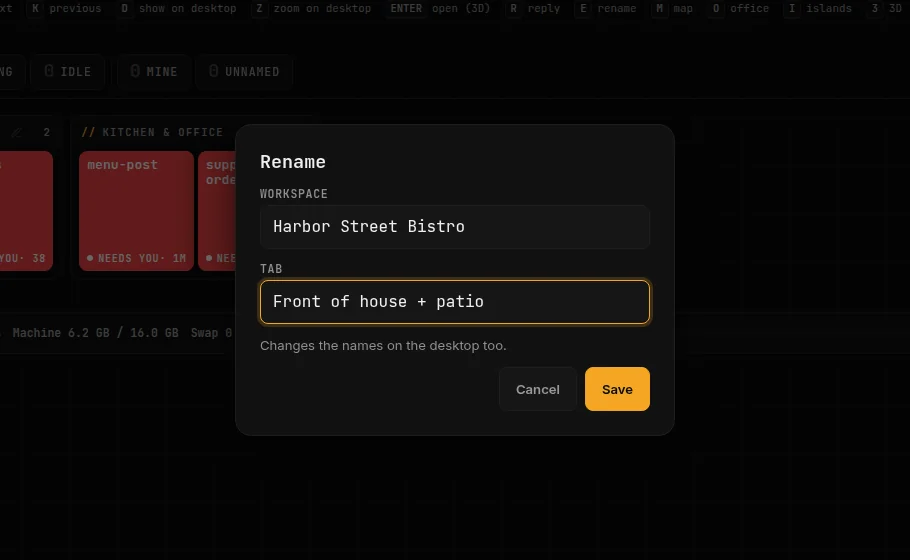 xt K previous D show on desktop Z zoom on desktop ENTER open (3D) R reply E rename M map O office I islands 3 3D
NG 0 IDLE 0 MINE 0 UNNAMED
2 // KITCHEN & OFFICE
menu-post
supp
orde
YOU· 38 NEEDS YOU· 1M NEE
Machine 6.2 GB / 16.0 GB Swap 0
Rename
WORKSPACE
Harbor Street Bistro
TAB
Front of house + patio
Changes the names on the desktop too.
Cancel Save